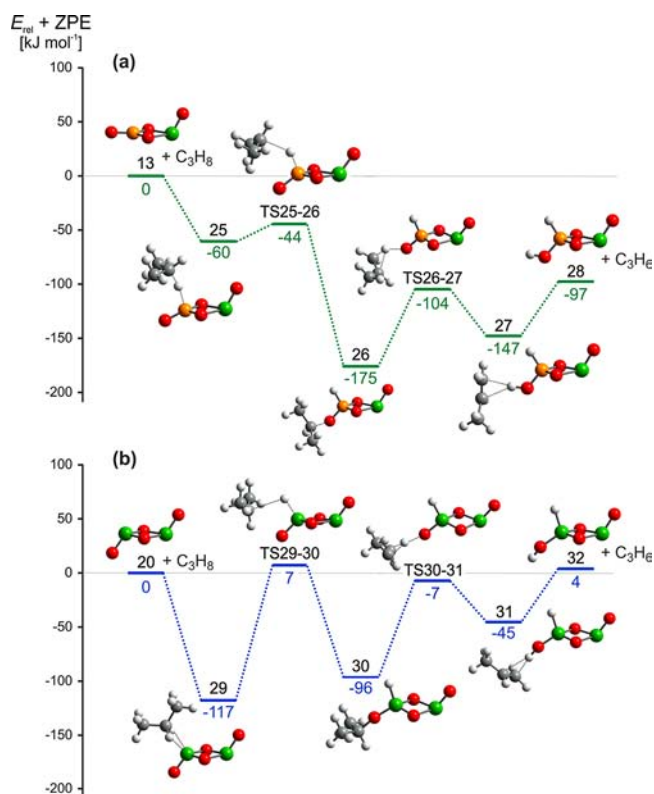 E_rel + ZPE
[kJ mol⁻¹]
100
(a)
50
13 + C₃H₈
0
0
TS25-26
-44
25
-60
-50
TS26-27
-104
28 + C₃H₆
-97
-100
27
-147
-150
26
-175
-200
100
(b)
50
20 + C₃H₈
0
0
TS29-30
7
TS30-31
-7
32 + C₃H₆
4
31
-45
-50
30
-96
-100
29
-117
-150
-200